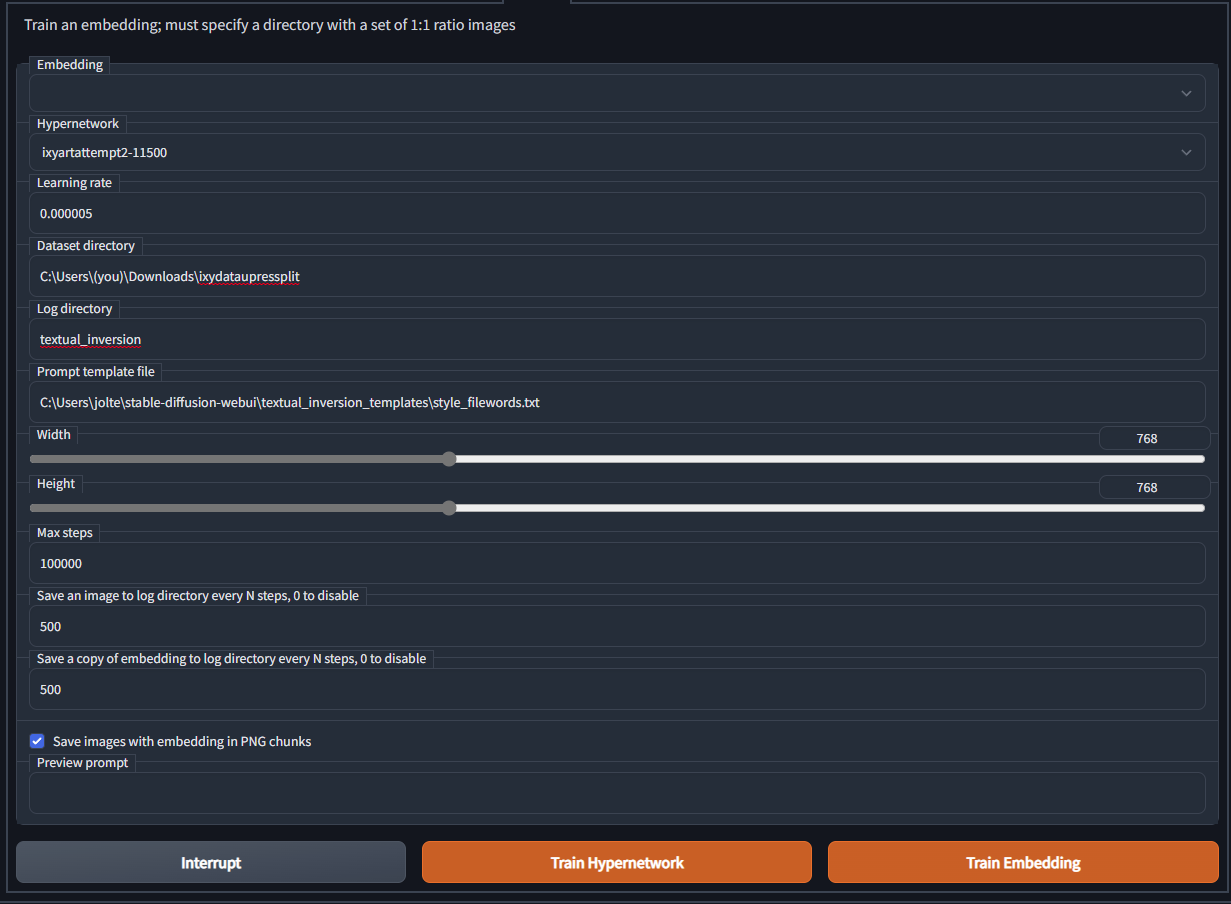 Train an embedding; must specify a directory with a set of 1:1 ratio images
Embedding
Hypernetwork
ixyartattempt2-11500
Learning rate
0.000005
Dataset directory
C:\Users\(you)\Downloads\ixydataupressplit
Log directory
textual_inversion
Prompt template file
C:\Users\jolte\stable-diffusion-webui\textual_inversion_templates\style_filewords.txt
Width
768
Height
768
Max steps
100000
Save an image to log directory every N steps, 0 to disable
500
Save a copy of embedding to log directory every N steps, 0 to disable
500
Save images with embedding in PNG chunks
Preview prompt
Interrupt
Train Hypernetwork
Train Embedding